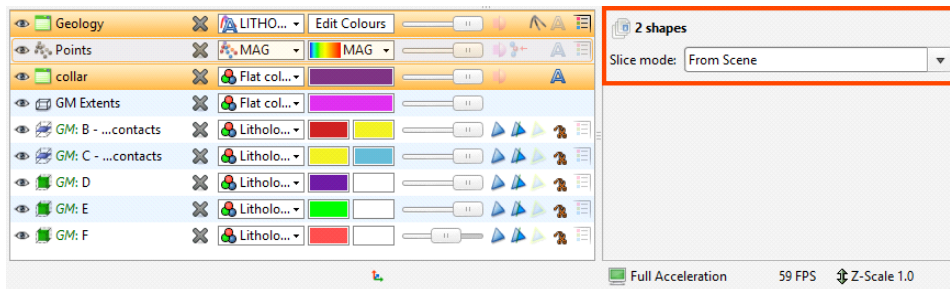 Geology LITHO... Edit Colours
Points MAG MAG
collar Flat col...
GM Extents Flat col...
GM: B - ...contacts Litholo...
GM: C - ...contacts Litholo...
GM: D Litholo...
GM: E Litholo...
GM: F Litholo...
2 shapes
Slice mode: From Scene
Full Acceleration 59 FPS Z-Scale 1.0